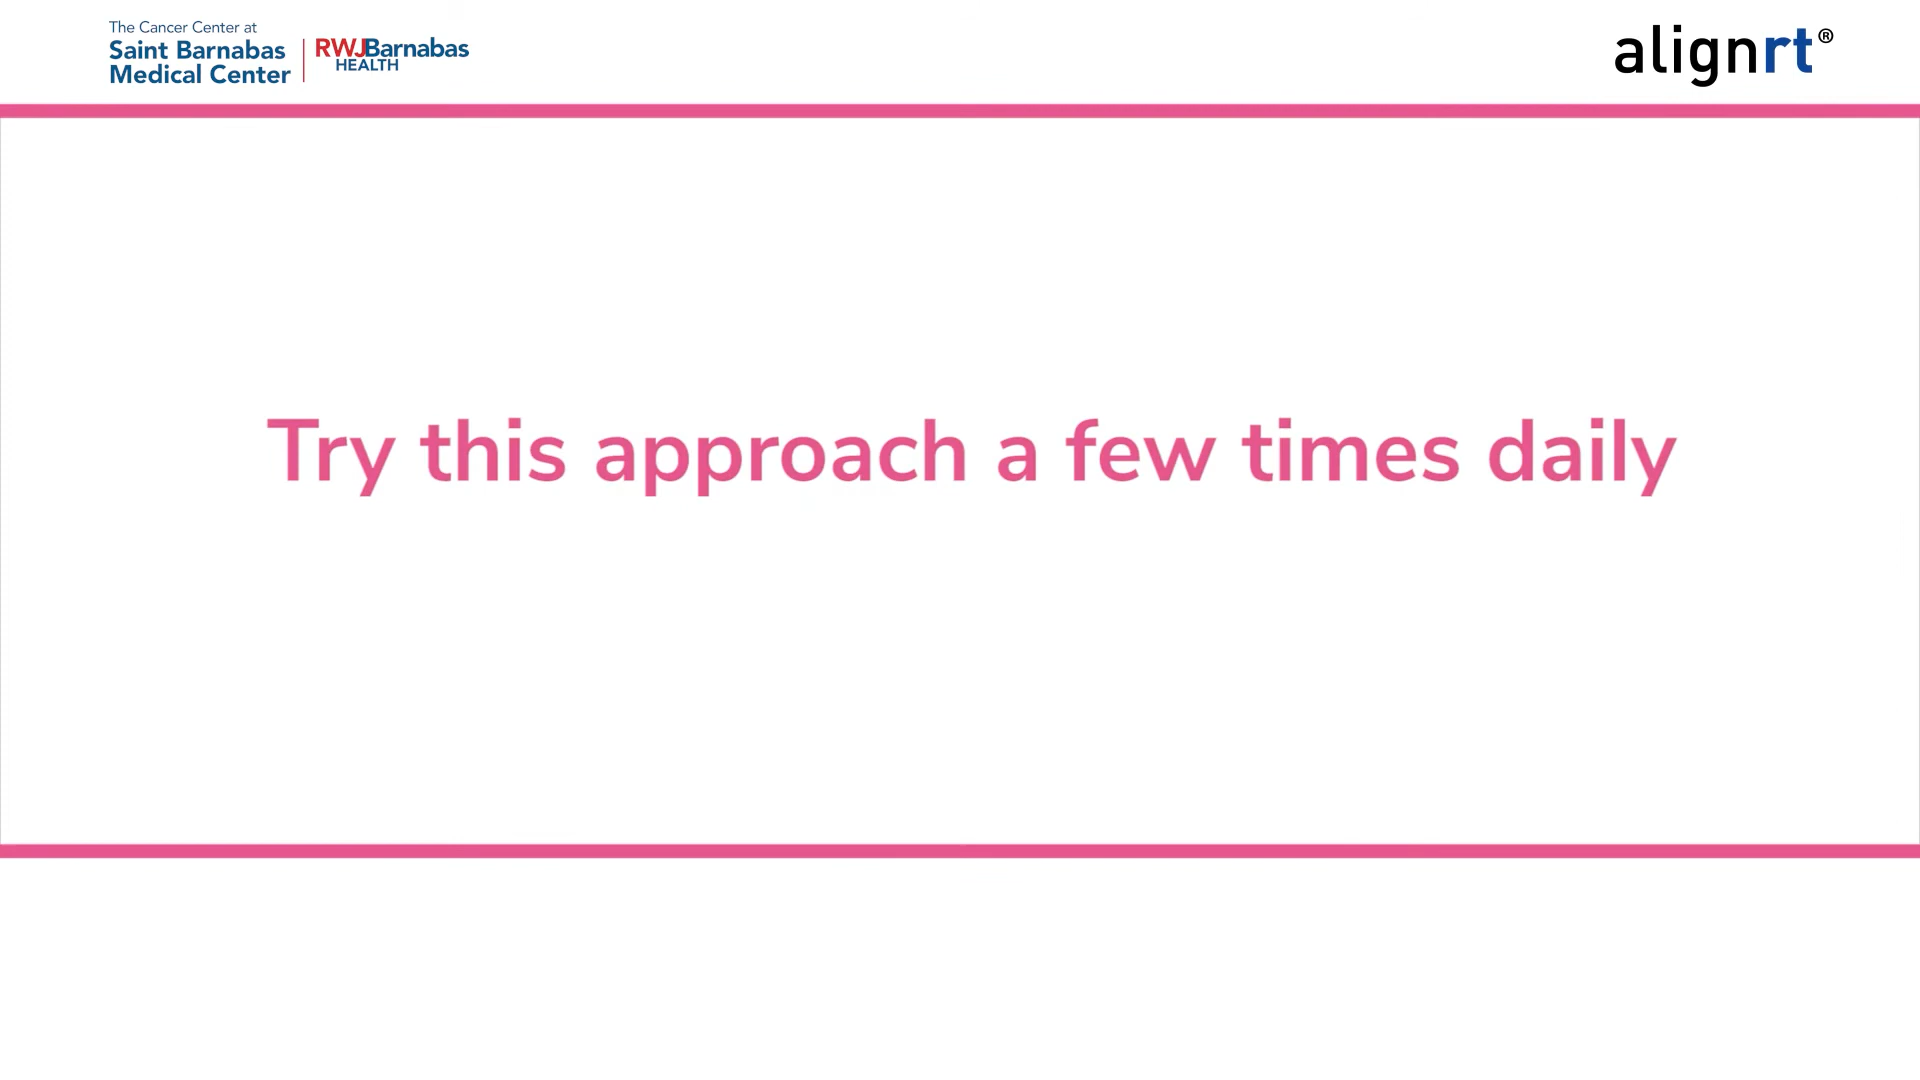 The Cancer Center at
Saint Barnabas
Medical Center
RWJBarnabas
HEALTH
alignrt®
Try this approach a few times daily